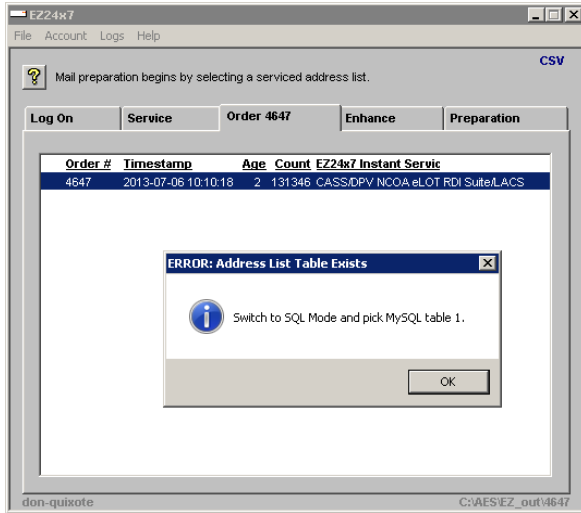 EZ24x7
File Account Logs Help
CSV
Mail preparation begins by selecting a serviced address list.
Log On Service Order 4647 Enhance Preparation
Order # Timestamp Age Count EZ24x7 Instant Servic
4647 2013-07-06 10:10:18 2 131346 CASS/DPV NCOA eLOT RDI Suite/LACS
ERROR: Address List Table Exists
Switch to SQL Mode and pick MySQL table 1.
OK
don-quixote C:\AES\EZ_out\4647